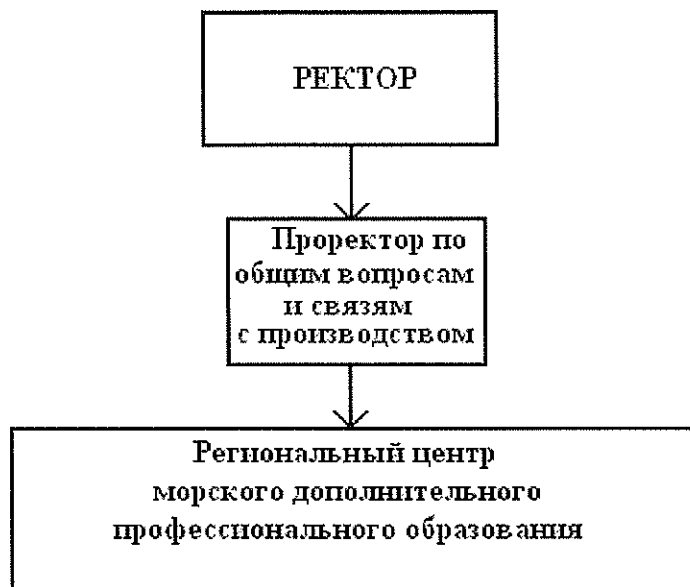 РЕКТОР
Проректор по
общим вопросам
и связям
с производством
Региональный центр
морского дополнительного
профессионального образования